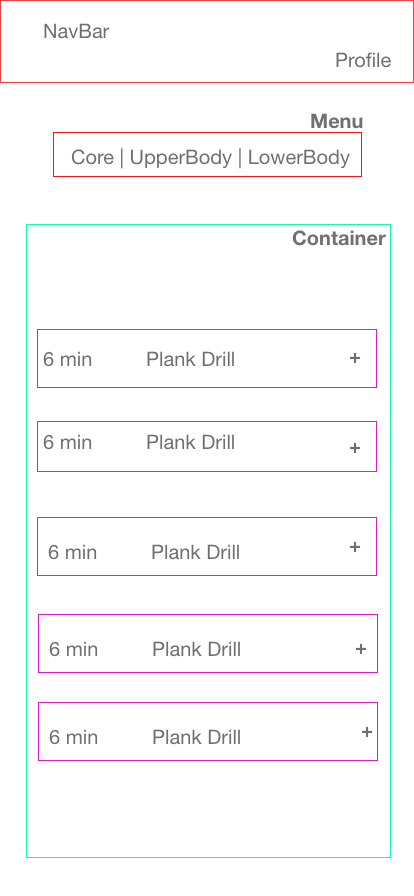 NavBar
Profile
Menu
Core | UpperBody | LowerBody
Container
6 min Plank Drill +
6 min Plank Drill +
6 min Plank Drill +
6 min Plank Drill +
6 min Plank Drill +